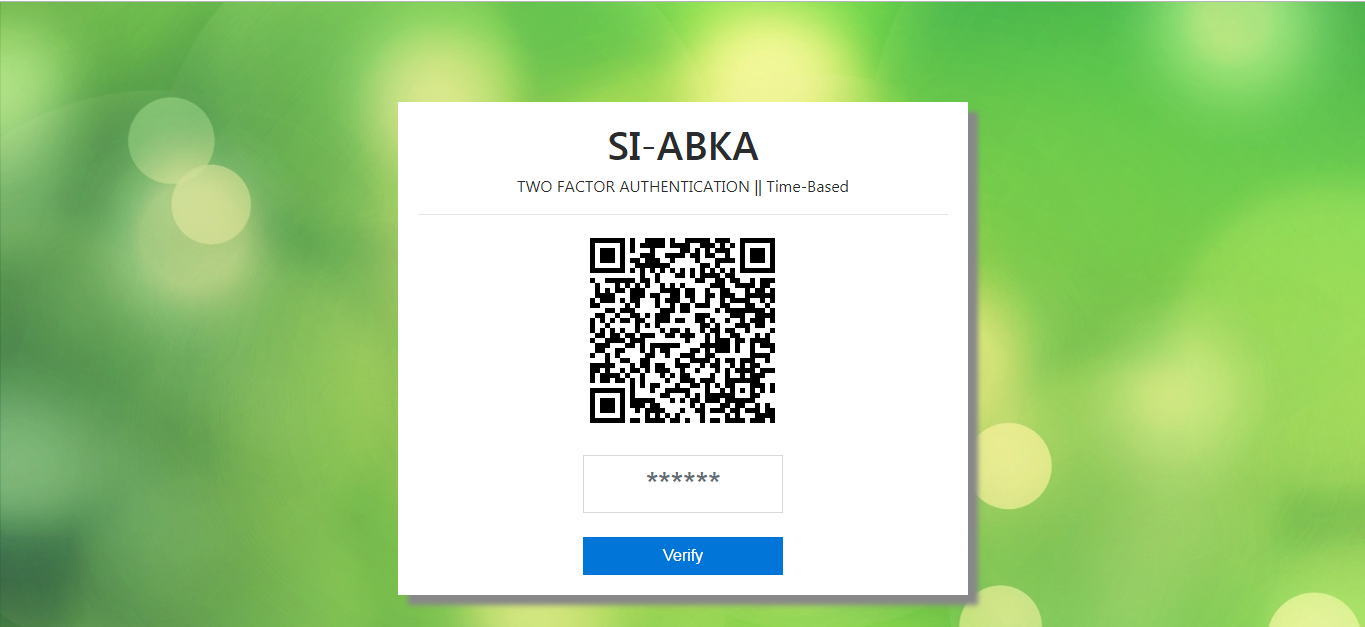 SI-ABKA
TWO FACTOR AUTHENTICATION || Time-Based
******
Verify